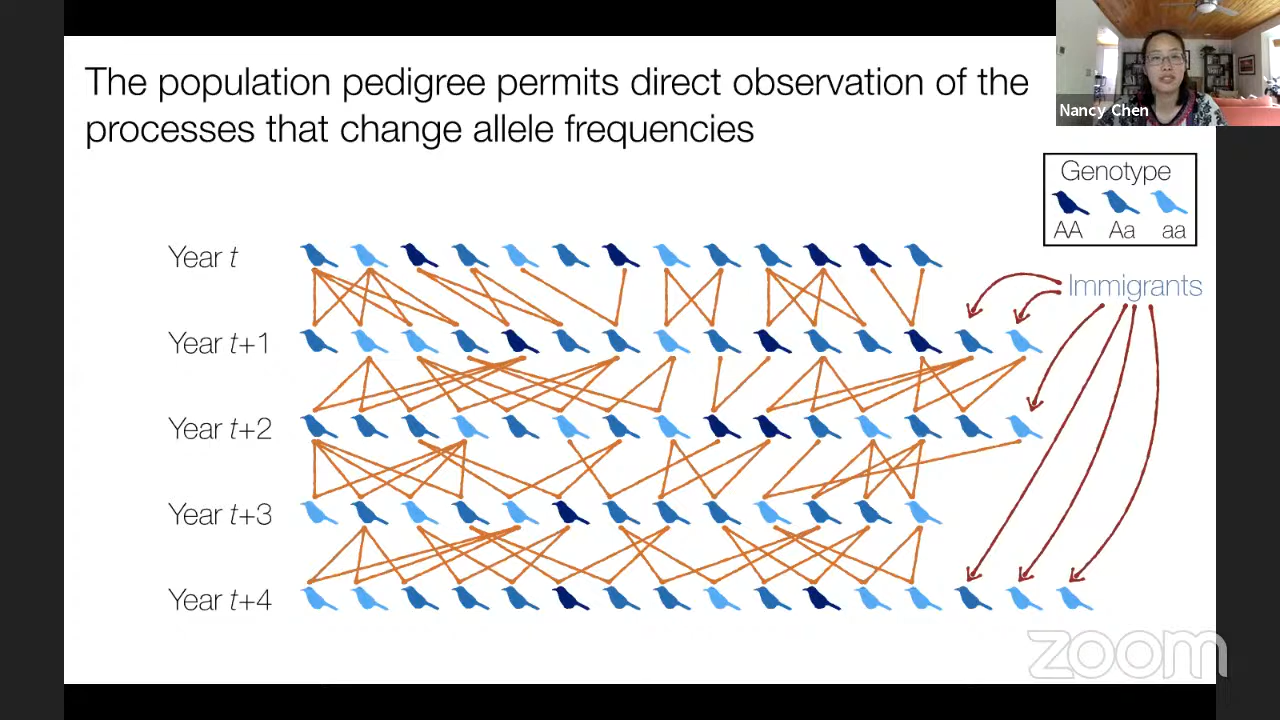 The population pedigree permits direct observation of the
processes that change allele frequencies
Nancy Chen
Genotype
AA Aa aa
Immigrants
Year t
Year t+1
Year t+2
Year t+3
Year t+4
zoom